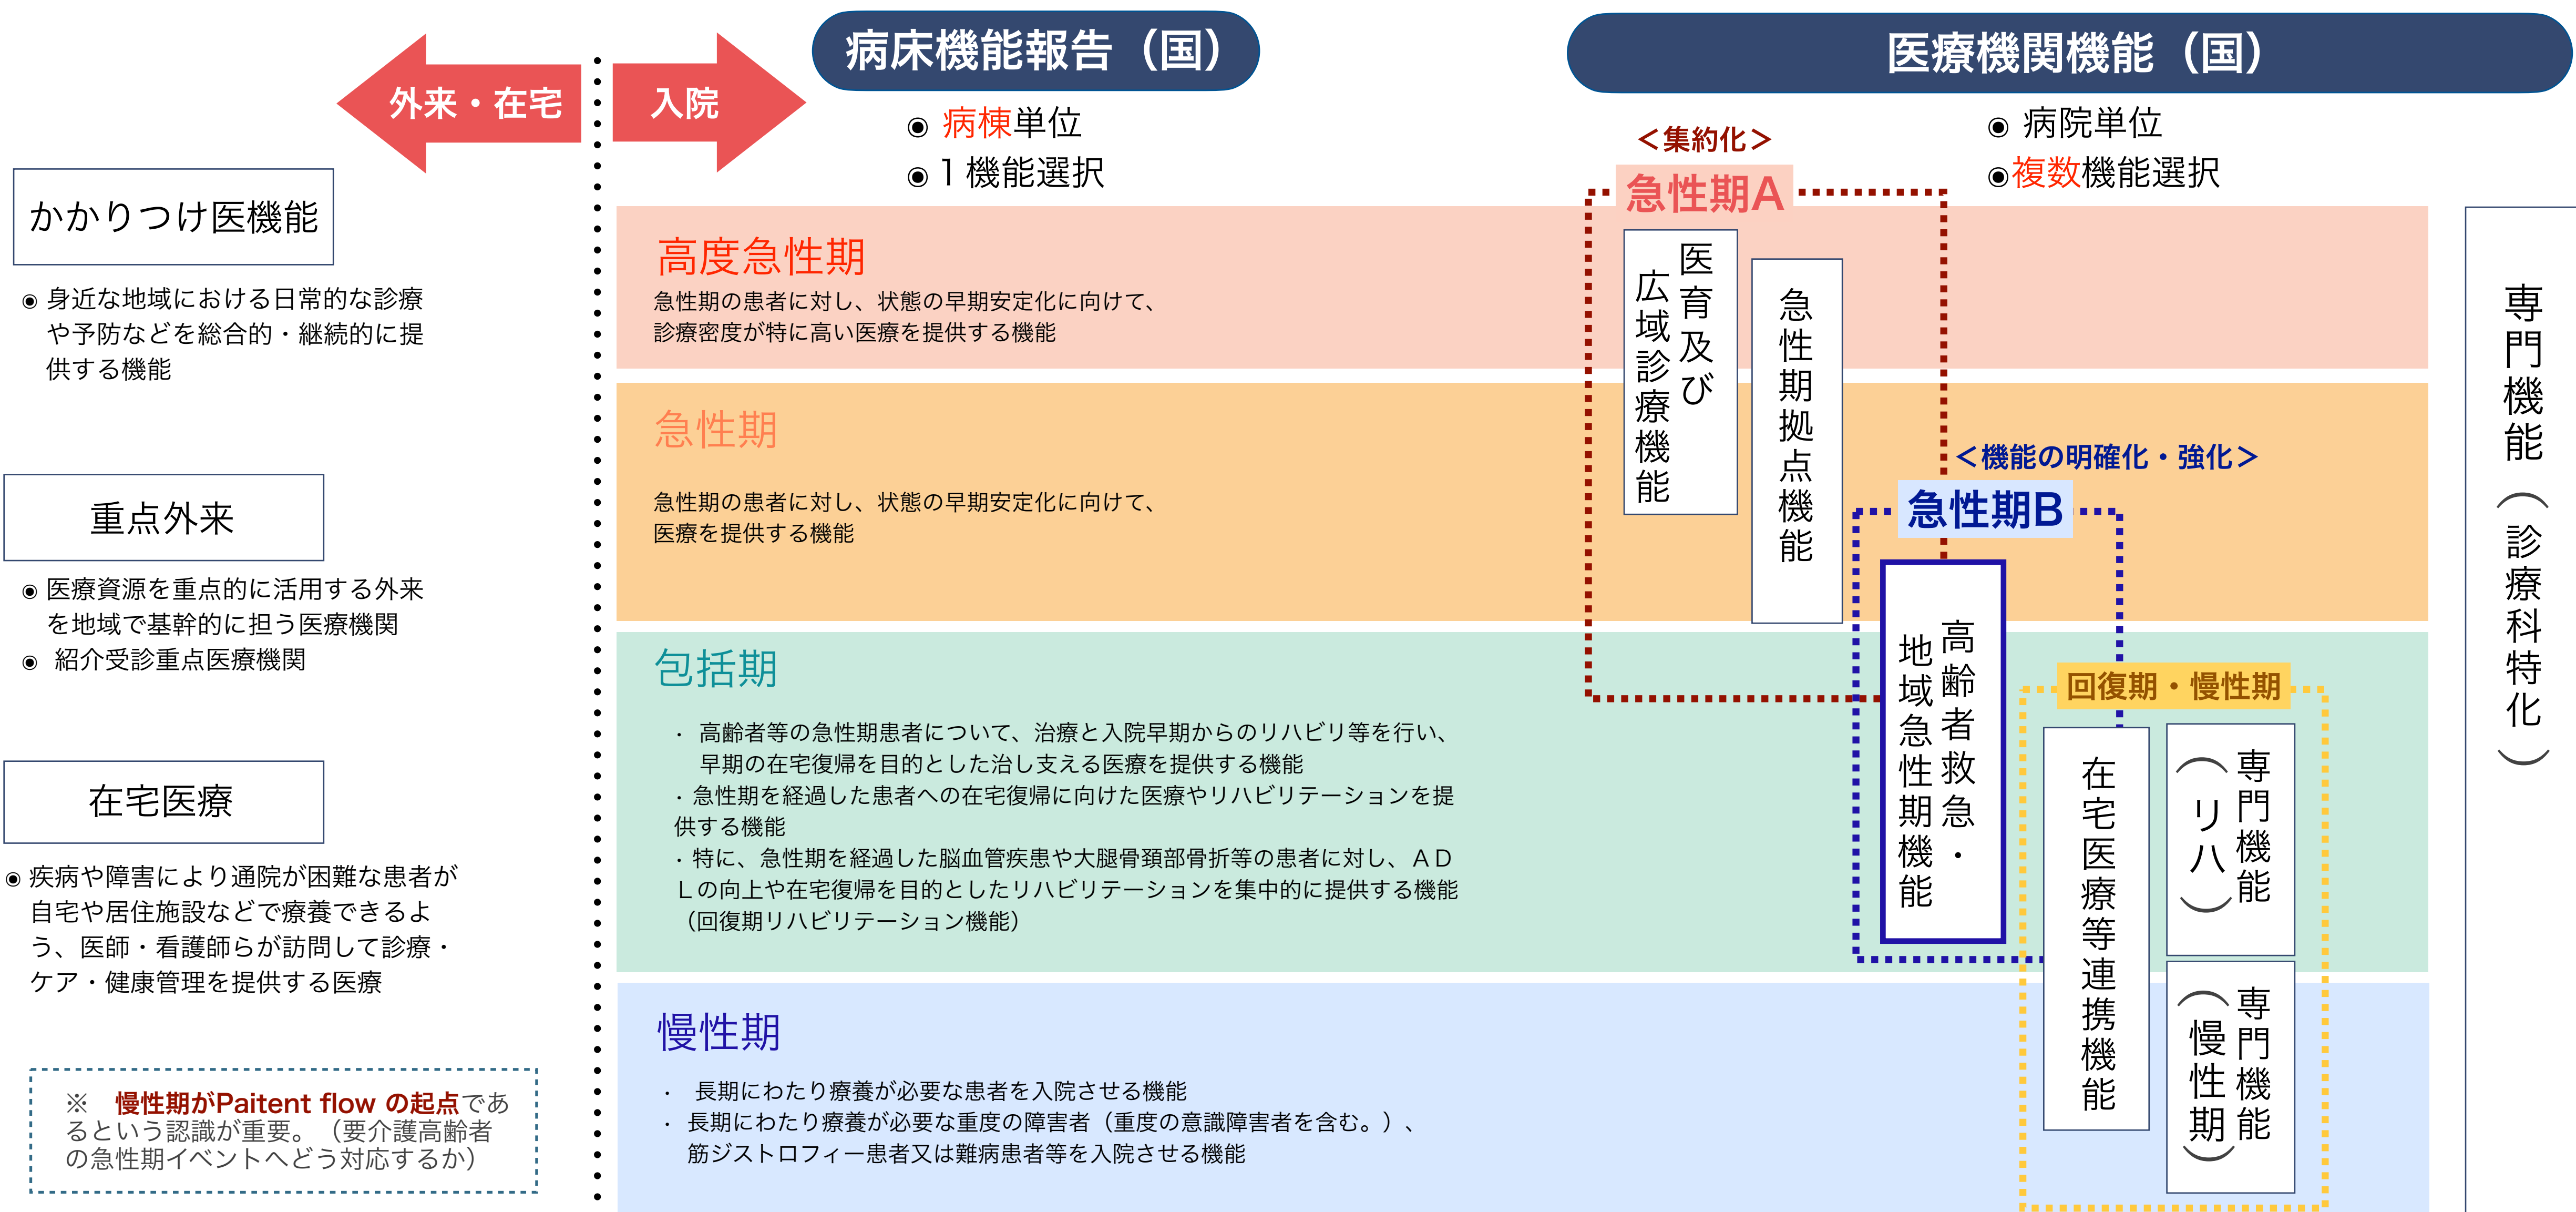 病床機能報告（国）
医療機関機能（国）
外来・在宅
入院
◉ 病棟単位
◉ 1 機能選択
◉ 病院単位
◉複数機能選択
かかりつけ医機能
◉ 身近な地域における日常的な診療
や予防などを総合的・継続的に提
供する機能
重点外来
◉ 医療資源を重点的に活用する外来
を地域で基幹的に担う医療機関
◉ 紹介受診重点医療機関
在宅医療
◉ 疾病や障害により通院が困難な患者が
自宅や居住施設などで療養できるよ
う、医師・看護師らが訪問して診療・
ケア・健康管理を提供する医療
※　慢性期がPaitent flow の起点であ
るという認識が重要。（要介護高齢者
の急性期イベントへどう対応するか）
高度急性期
急性期の患者に対し、状態の早期安定化に向けて、
診療密度が特に高い医療を提供する機能
急性期
急性期の患者に対し、状態の早期安定化に向けて、
医療を提供する機能
包括期
・ 高齢者等の急性期患者について、治療と入院早期からのリハビリ等を行い、
早期の在宅復帰を目的とした治し支える医療を提供する機能
・ 急性期を経過した患者への在宅復帰に向けた医療やリハビリテーションを提
供する機能
・ 特に、急性期を経過した脳血管疾患や大腿骨頚部骨折等の患者に対し、ＡＤ
Ｌの向上や在宅復帰を目的としたリハビリテーションを集中的に提供する機能
（回復期リハビリテーション機能）
慢性期
・ 長期にわたり療養が必要な患者を入院させる機能
・ 長期にわたり療養が必要な重度の障害者（重度の意識障害者を含む。）、
筋ジストロフィー患者又は難病患者等を入院させる機能
＜集約化＞
急性期A
医育及び
広域診療機能
急性期拠点機能
＜機能の明確化・強化＞
急性期B
高齢者救急・
地域急性期機能
回復期・慢性期
在宅医療等連携機能
専門機能
（リハ）
専門機能
（慢性期）
専門機能（診療科特化）